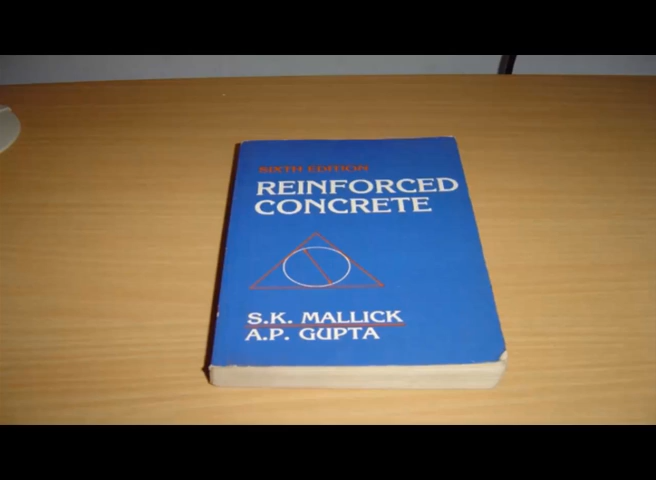 SIXTH EDITION
REINFORCED
CONCRETE
S.K. MALLICK
A.P. GUPTA